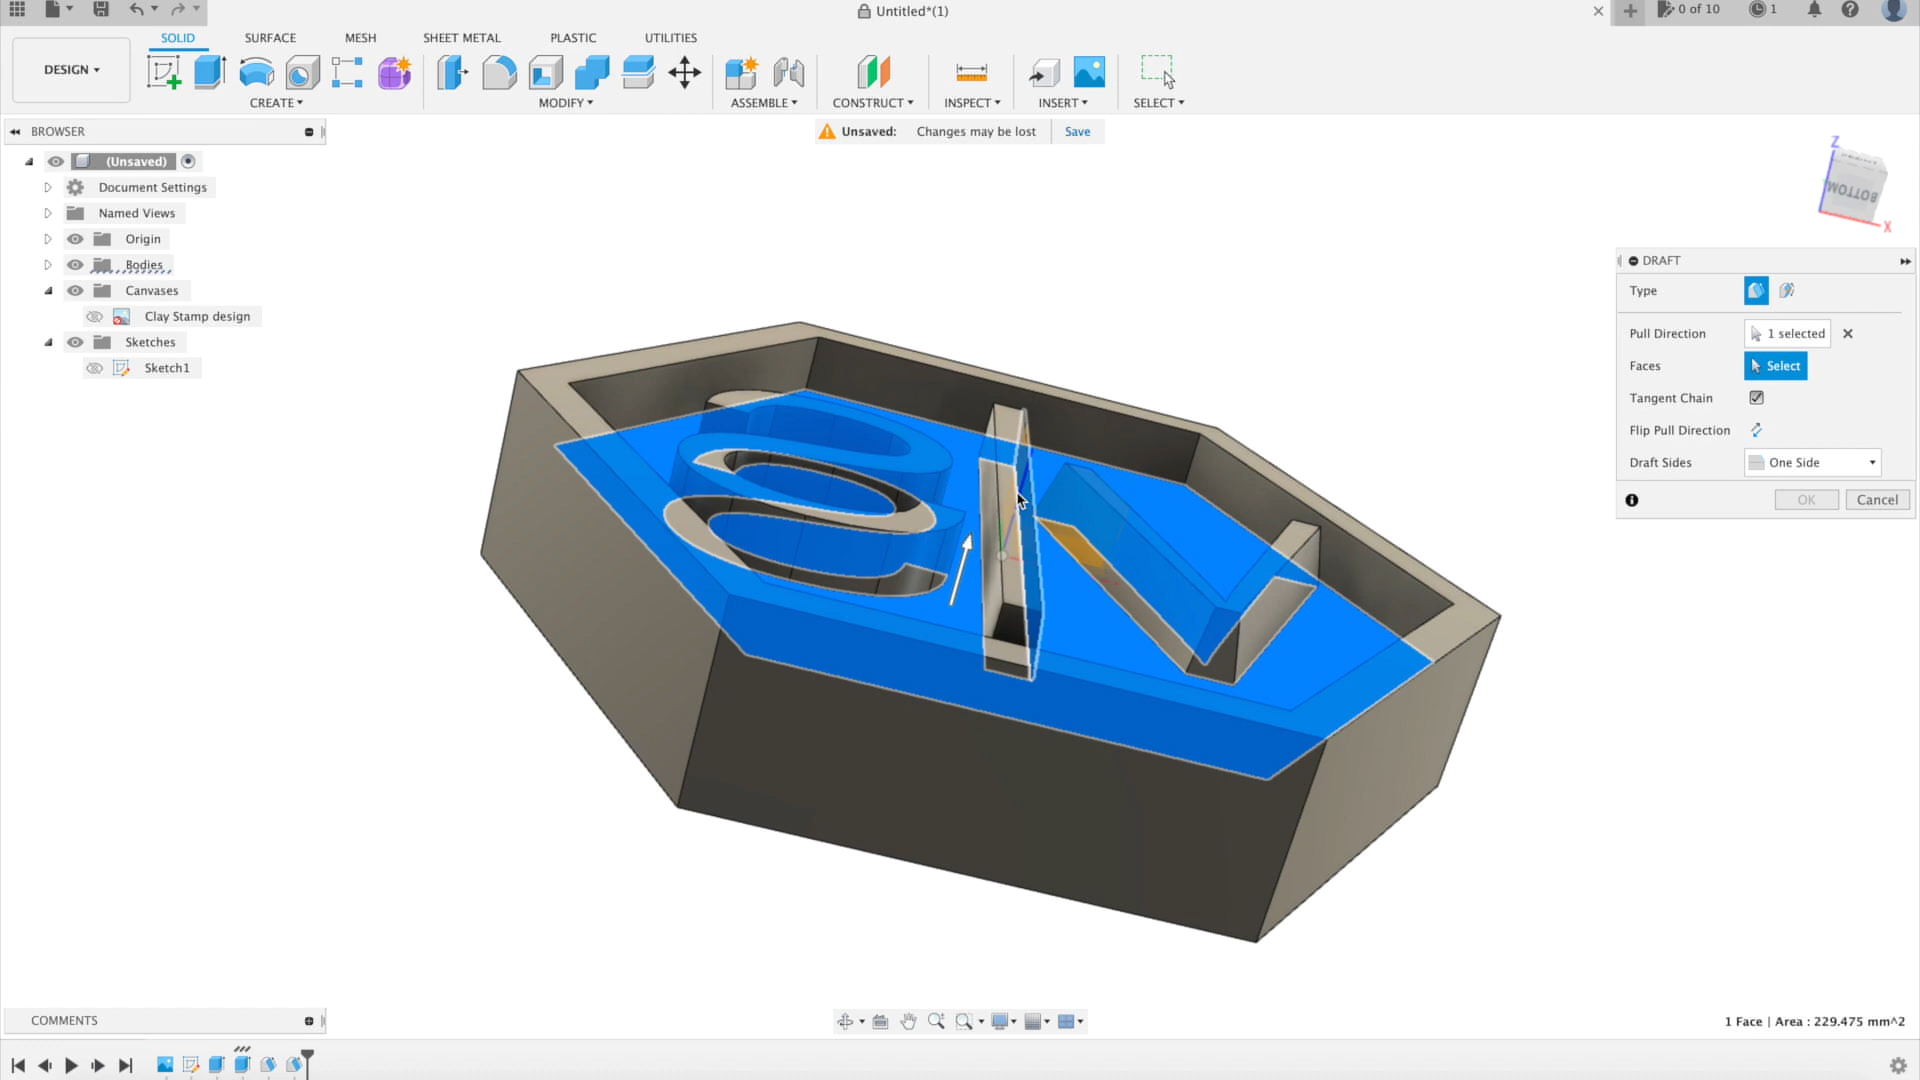 Untitled*(1)
0 of 10
1
DESIGN
SOLID
SURFACE
MESH
SHEET METAL
PLASTIC
UTILITIES
CREATE
MODIFY
ASSEMBLE
CONSTRUCT
INSPECT
INSERT
SELECT
BROWSER
Unsaved: Changes may be lost Save
(Unsaved)
Document Settings
Named Views
Origin
Bodies
Canvases
Clay Stamp design
Sketches
Sketch1
Z
BOTTOM
X
DRAFT
Type
Pull Direction 1 selected
Faces Select
Tangent Chain
Flip Pull Direction
Draft Sides One Side
OK Cancel
COMMENTS
1 Face | Area : 229.475 mm^2